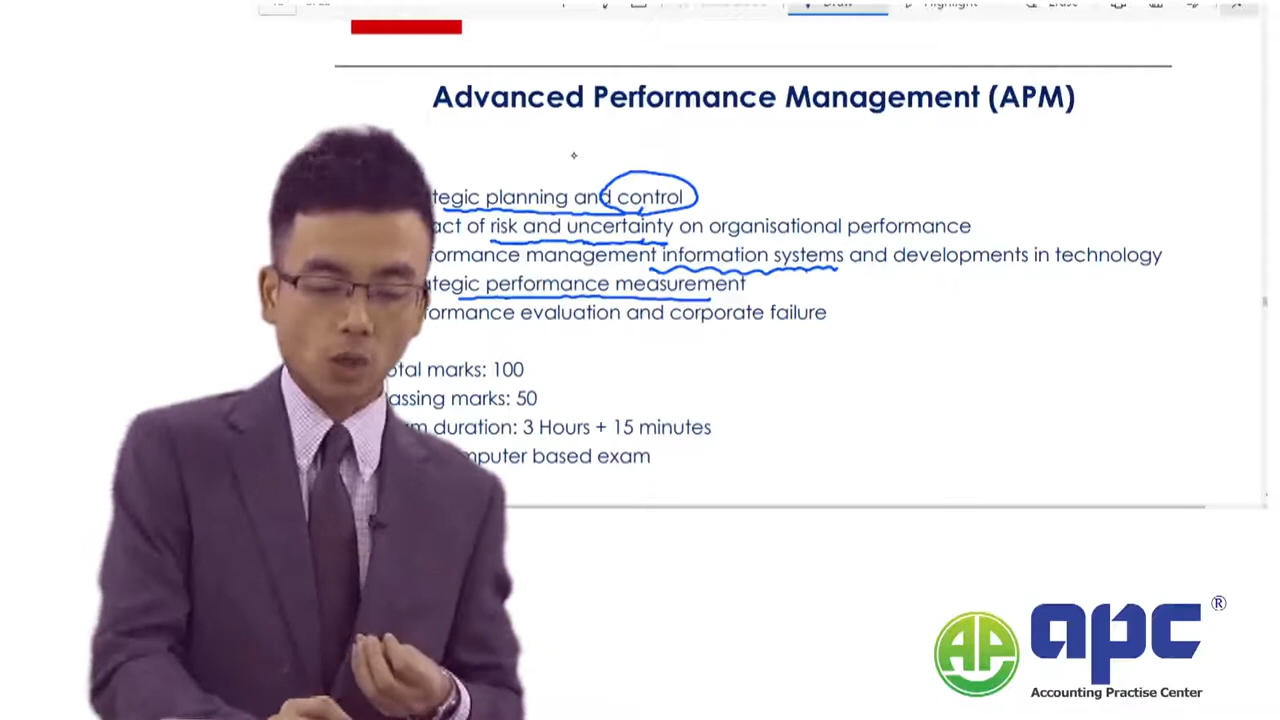 Advanced Performance Management (APM)
tegic planning and control
act of risk and uncertainty on organisational performance
formance management information systems and developments in technology
tegic performance measurement
formance evaluation and corporate failure
otal marks: 100
assing marks: 50
m duration: 3 Hours + 15 minutes
mputer based exam
AP
apc ®
Accounting Practise Center